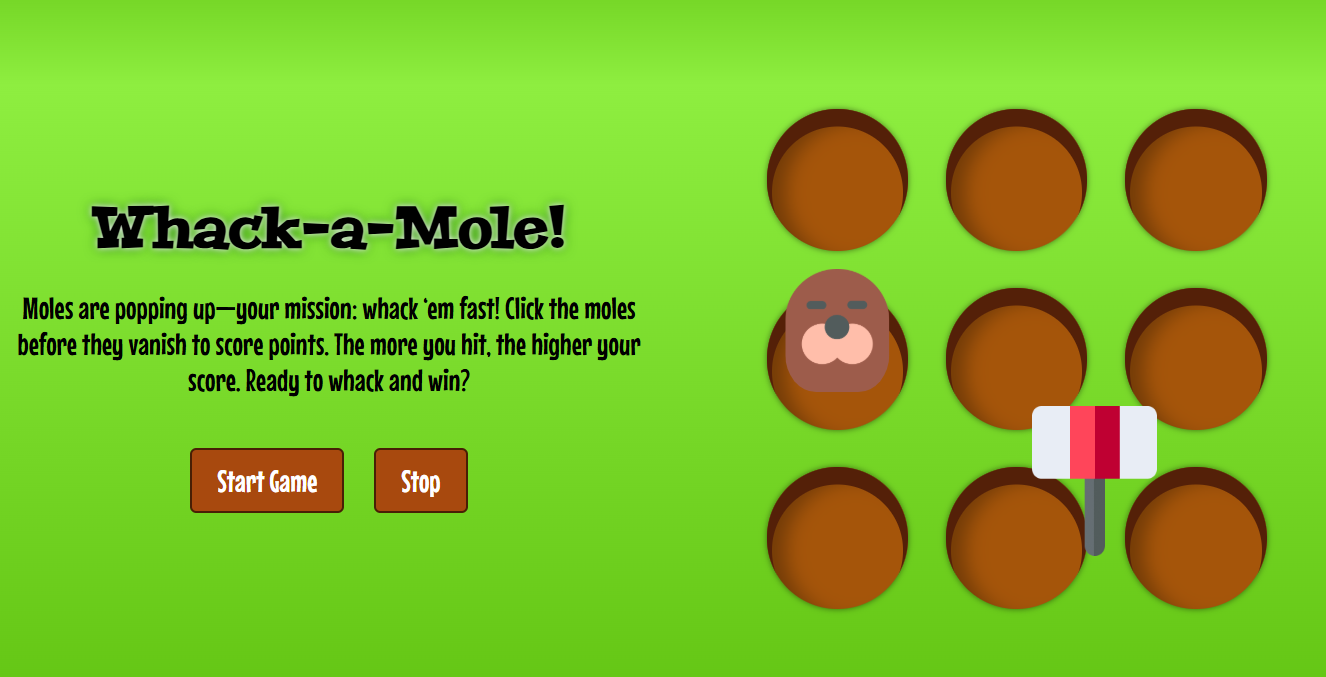 Whack-a-Mole!
Moles are popping up—your mission: whack ‘em fast! Click the moles
before they vanish to score points. The more you hit, the higher your
score. Ready to whack and win?
Start Game
Stop